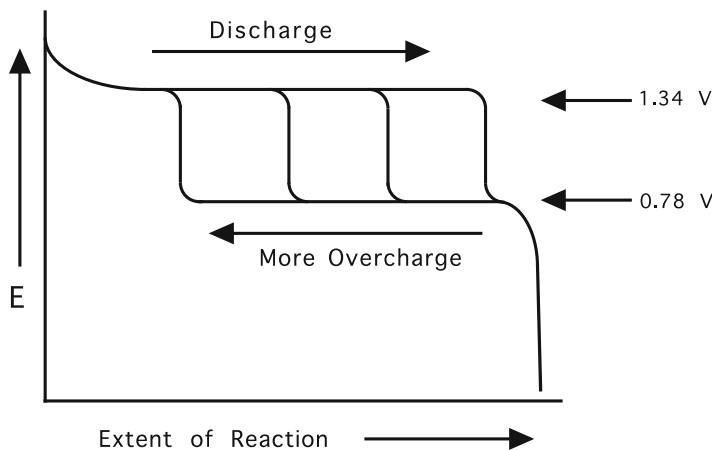 Discharge
1.34 V
0.78 V
More Overcharge
E
Extent of Reaction